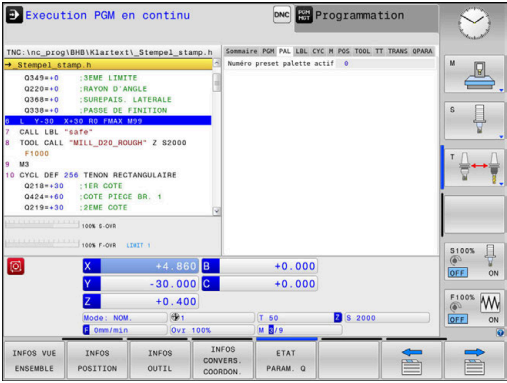 Execution PGM en continu
DNC
PGM MGT
Programmation
TNC:\nc_prog\BHB\Klartext\_Stempel_stamp.h
Sommaire PGM PAL LBL CYC M POS TOOL TT TRANS QPARA
→_Stempel_stamp.h
Numéro preset palette actif 0
Q349=+0 ;3EME LIMITE
Q220=+0 ;RAYON D'ANGLE
Q368=+0 ;SUREPAIS. LATERALE
Q338=+0 ;PASSE DE FINITION
6 L Y-30 X+30 R0 FMAX M99
7 CALL LBL "safe"
8 TOOL CALL "MILL_D20_ROUGH" Z S2000
F1000
9 M3
10 CYCL DEF 256 TENON RECTANGULAIRE
Q218=+30 ;1ER COTE
Q424=+60 ;COTE PIECE BR. 1
Q219=+30 ;2EME COTE
100% S-OVR
100% F-OVR LIMIT 1
X +4.860 B +0.000
Y -30.000 C +0.000
Z +0.400
Mode: NOM. 1 T 50 Z S 2000
F 0mm/min Ovr 100% M 3/9
M
S
T
S100%
OFF ON
F100%
OFF ON
INFOS VUE ENSEMBLE
INFOS POSITION
INFOS OUTIL
INFOS CONVERS. COORDON.
ETAT PARAM. Q